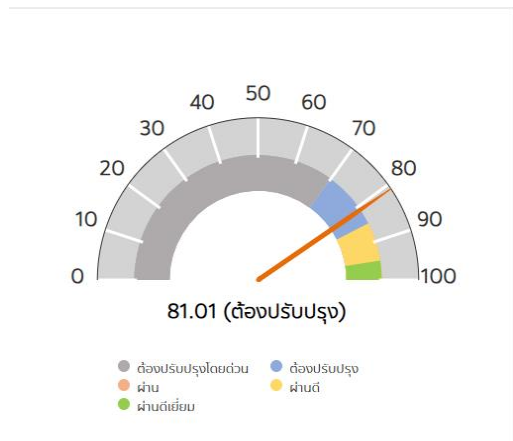 50
40
60
30
70
20
80
10
90
0
100
81.01 (ต้องปรับปรุง)
ต้องปรับปรุงโดยด่วน
ต้องปรับปรุง
ผ่าน
ผ่านดี
ผ่านดีเยี่ยม